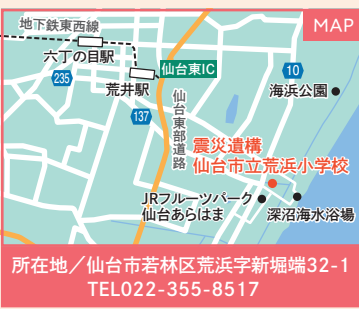 MAP
地下鉄東西線
六丁の目駅
仙台東IC
235
荒井駅
10
海浜公園
137
仙台東部道路
震災遺構
仙台市立荒浜小学校
JRフルーツパーク
仙台あらはま
深沼海水浴場
所在地／仙台市若林区荒浜字新堀端32-1
TEL022-355-8517